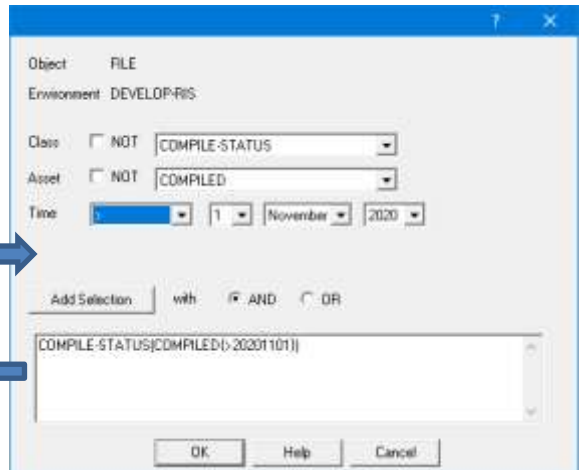 ? ×
Object FILE
Environment DEVELOP-RIS
Class NOT COMPILE-STATUS
Asset NOT COMPILED
Time > 1 November 2020
Add Selection with AND OR
COMPILE-STATUS(COMPILED(>20201101))
OK Help Cancel